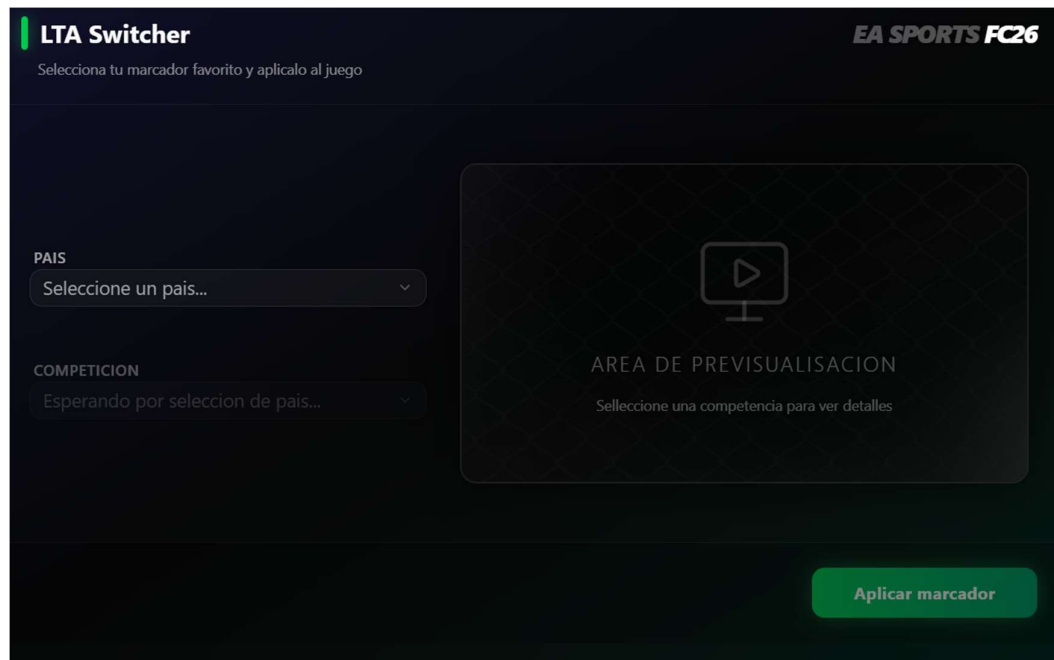 LTA Switcher
EA SPORTS FC26
Selecciona tu marcador favorito y aplicalo al juego
PAIS
Seleccione un pais...
COMPETICION
Esperando por seleccion de pais...
AREA DE PREVISUALISACION
Selleccione una competencia para ver detalles
Aplicar marcador